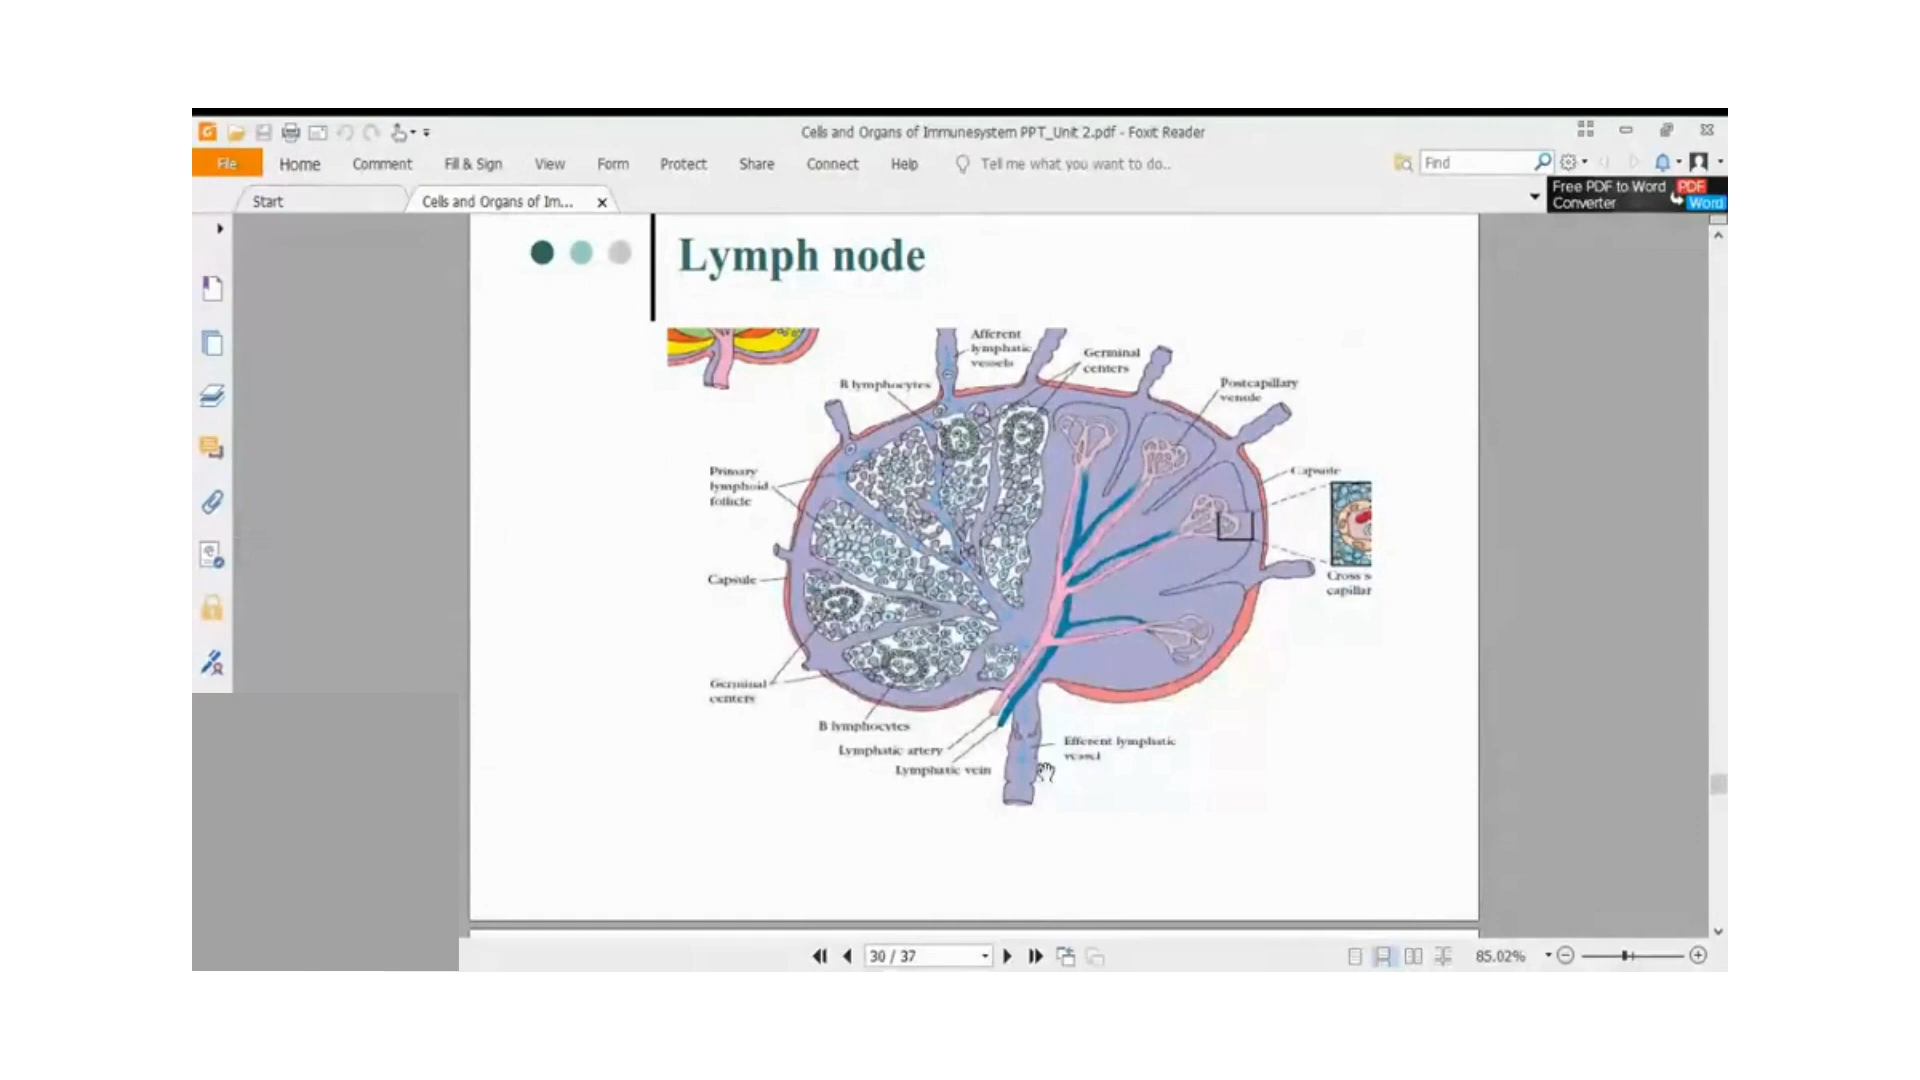 Cells and Organs of Immunesystem PPT_Unit 2.pdf - Foxit Reader
File Home Comment Fill & Sign View Form Protect Share Connect Help Tell me what you want to do.. Find
Free PDF to Word PDF
Converter Word
Start Cells and Organs of Im... x
Lymph node
Afferent
lymphatic
vessels
Germinal
centers
B lymphocytes
Postcapillary
venule
Primary
lymphoid
follicle
Capsule
Capsule
Cross s
capillar
Germinal
centers
B lymphocytes
Lymphatic artery
Lymphatic vein
Efferent lymphatic
vessel
30 / 37
85.02%